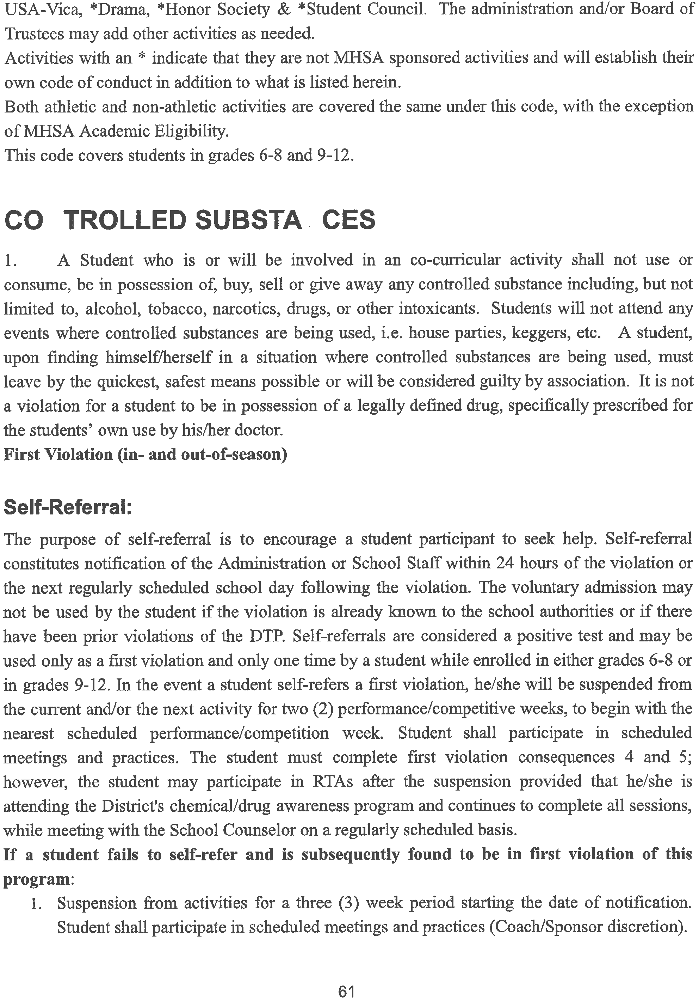 USA-Vica, *Drama, *Honor Society & *Student Council. The administration and/or Board of
Trustees may add other activities as needed.
Activities with an * indicate that they are not MHSA sponsored activities and will establish their
own code of conduct in addition to what is listed herein.
Both athletic and non-athletic activities are covered the same under this code, with the exception
of MHSA Academic Eligibility.
This code covers students in grades 6-8 and 9-12.
CO TROLLED SUBSTA CES
1. A Student who is or will be involved in an co-curricular activity shall not use or
consume, be in possession of, buy, sell or give away any controlled substance including, but not
limited to, alcohol, tobacco, narcotics, drugs, or other intoxicants. Students will not attend any
events where controlled substances are being used, i.e. house parties, keggers, etc. A student,
upon finding himself/herself in a situation where controlled substances are being used, must
leave by the quickest, safest means possible or will be considered guilty by association. It is not
a violation for a student to be in possession of a legally defined drug, specifically prescribed for
the students' own use by his/her doctor.
First Violation (in- and out-of-season)
Self-Referral:
The purpose of self-referral is to encourage a student participant to seek help. Self-referral
constitutes notification of the Administration or School Staff within 24 hours of the violation or
the next regularly scheduled school day following the violation. The voluntary admission may
not be used by the student if the violation is already known to the school authorities or if there
have been prior violations of the DTP. Self-referrals are considered a positive test and may be
used only as a first violation and only one time by a student while enrolled in either grades 6-8 or
in grades 9-12. In the event a student self-refers a first violation, he/she will be suspended from
the current and/or the next activity for two (2) performance/competitive weeks, to begin with the
nearest scheduled performance/competition week. Student shall participate in scheduled
meetings and practices. The student must complete first violation consequences 4 and 5;
however, the student may participate in RTAs after the suspension provided that he/she is
attending the District's chemical/drug awareness program and continues to complete all sessions,
while meeting with the School Counselor on a regularly scheduled basis.
If a student fails to self-refer and is subsequently found to be in first violation of this
program:
1. Suspension from activities for a three (3) week period starting the date of notification.
Student shall participate in scheduled meetings and practices (Coach/Sponsor discretion).
61